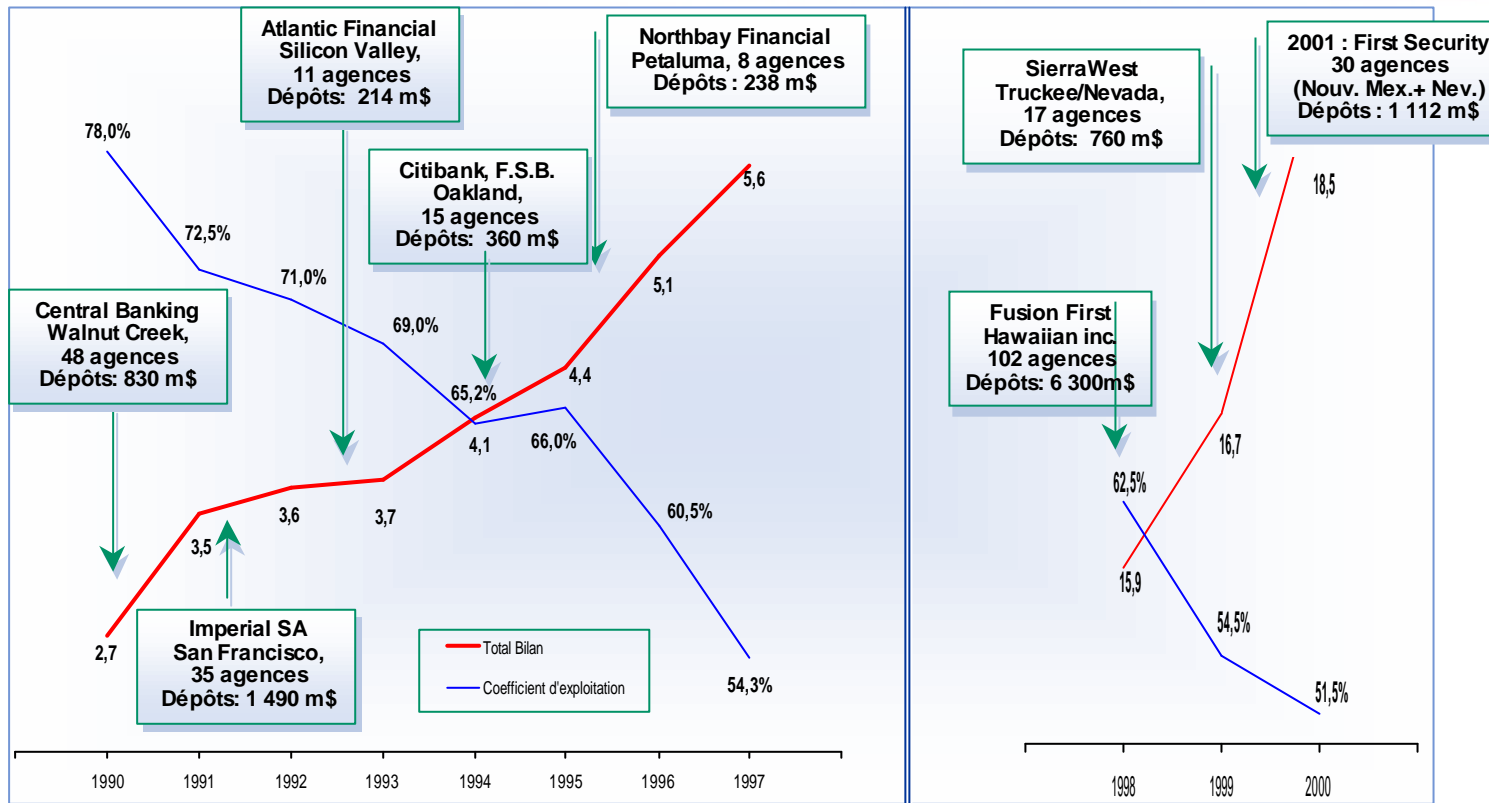 Atlantic Financial
Silicon Valley,
11 agences
Dépôts: 214 m$
Northbay Financial
Petaluma, 8 agences
Dépôts : 238 m$
Citibank, F.S.B.
Oakland,
15 agences
Dépôts: 360 m$
Central Banking
Walnut Creek,
48 agences
Dépôts: 830 m$
Imperial SA
San Francisco,
35 agences
Dépôts: 1 490 m$
78,0%
72,5%
71,0%
69,0%
65,2%
66,0%
60,5%
54,3%
2,7
3,5
3,6
3,7
4,1
4,4
5,1
5,6
Total Bilan
Coefficient d'exploitation
1990
1991
1992
1993
1994
1995
1996
1997
SierraWest
Truckee/Nevada,
17 agences
Dépôts: 760 m$
2001 : First Security
30 agences
(Nouv. Mex.+ Nev.)
Dépôts : 1 112 m$
Fusion First
Hawaiian inc.
102 agences
Dépôts: 6 300m$
62,5%
54,5%
51,5%
15,9
16,7
18,5
1998
1999
2000